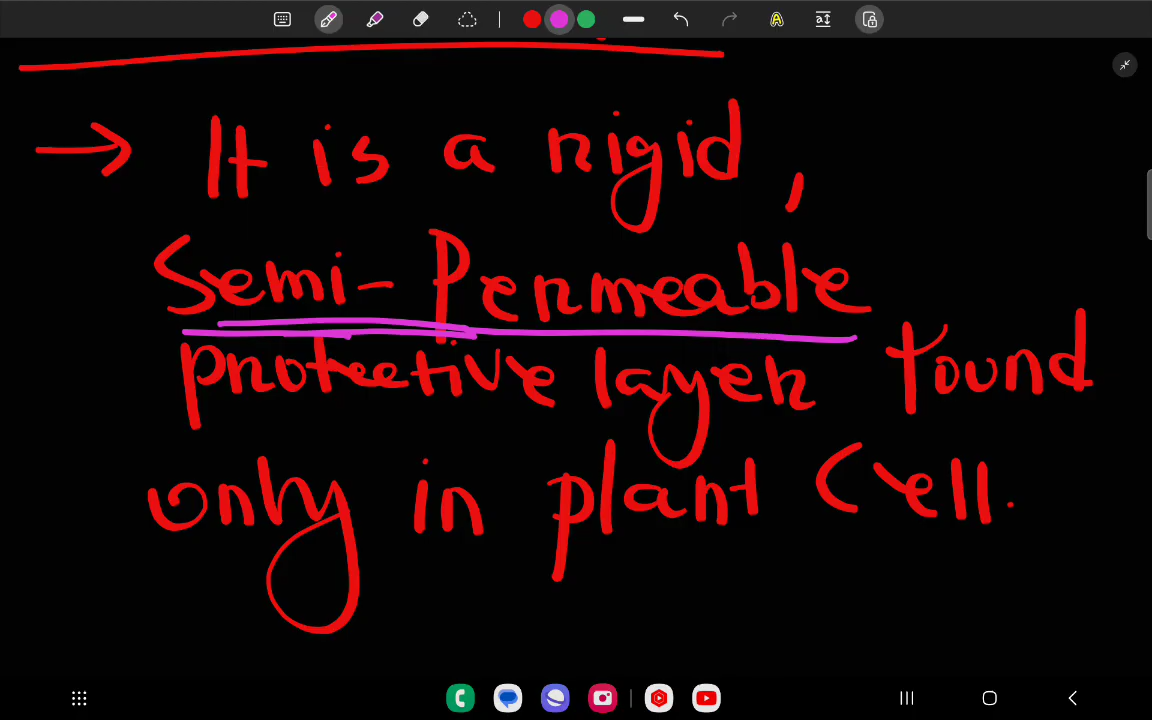 → It is a rigid,
Semi-Permeable
protective layer found
only in plant cell.